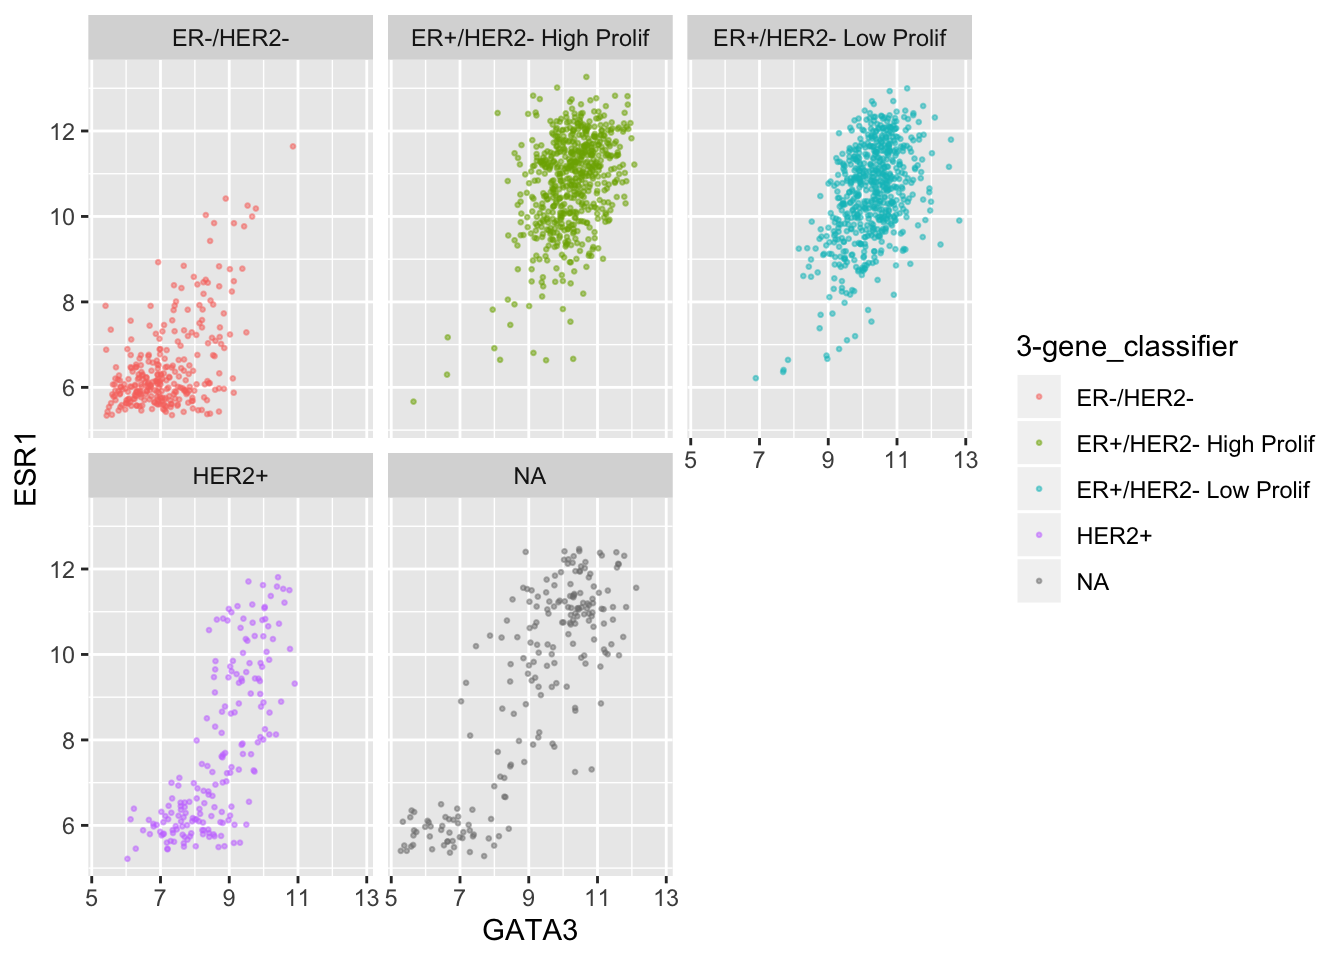 ER-/HER2-
ER+/HER2- High Prolif
ER+/HER2- Low Prolif
12
10
8
6
5 7 9 11 13
HER2+
NA
12
10
8
6
5 7 9 11 13
5 7 9 11 13
GATA3
ESR1
3-gene_classifier
ER-/HER2-
ER+/HER2- High Prolif
ER+/HER2- Low Prolif
HER2+
NA